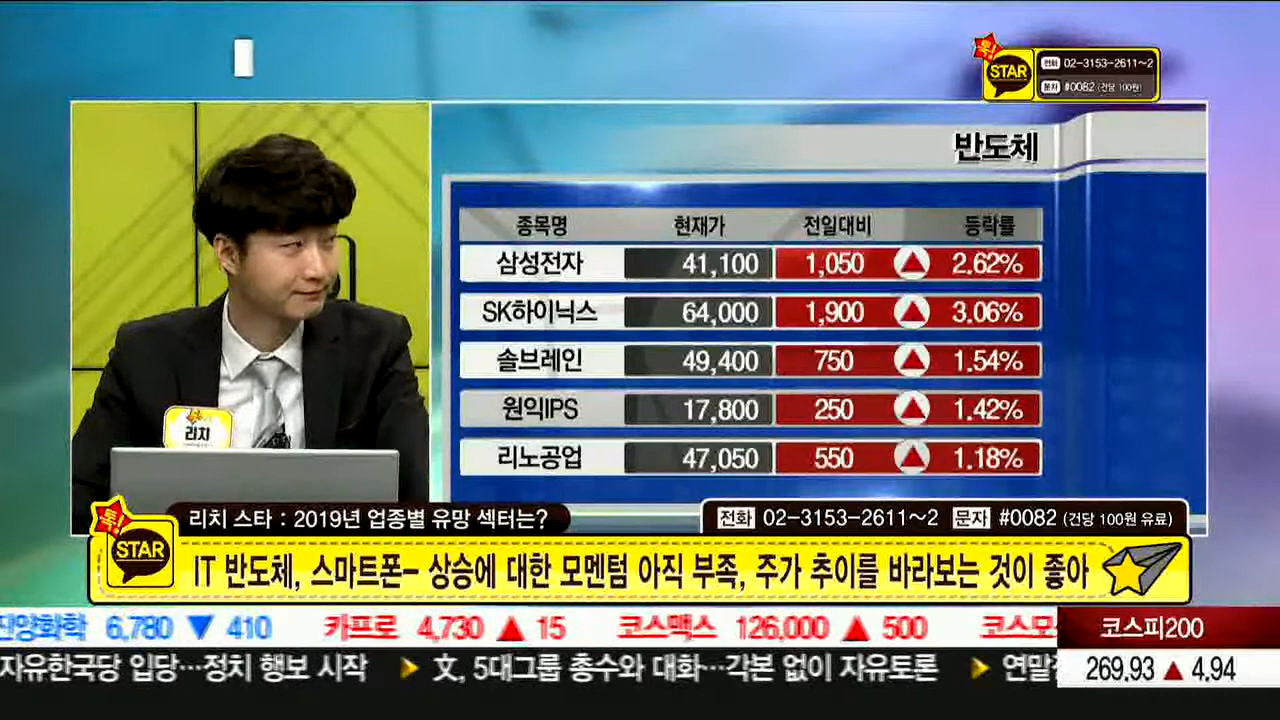 톡!
STAR
전화 02-3153-2611~2
문자 #0082 (건당 100원)
반도체
종목명 현재가 전일대비 등락률
삼성전자 41,100 1,050 ▲ 2.62%
SK하이닉스 64,000 1,900 ▲ 3.06%
솔브레인 49,400 750 ▲ 1.54%
원익IPS 17,800 250 ▲ 1.42%
리노공업 47,050 550 ▲ 1.18%
리치
톡!
STAR
리치 스타 : 2019년 업종별 유망 섹터는?
전화 02-3153-2611~2 문자 #0082 (건당 100원 유료)
IT 반도체, 스마트폰- 상승에 대한 모멘텀 아직 부족, 주가 추이를 바라보는 것이 좋아
진양화학 6,780 ▼ 410 카프로 4,730 ▲ 15 코스맥스 126,000 ▲ 500 코스모
코스피200
자유한국당 입당…정치 행보 시작 ▶ 文, 5대그룹 총수와 대화…각본 없이 자유토론 ▶ 연말
269.93 ▲ 4.94